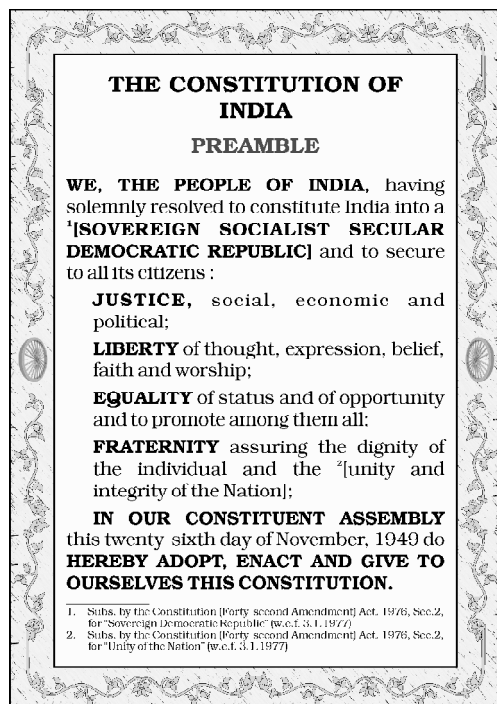 THE CONSTITUTION OF
INDIA
PREAMBLE
WE, THE PEOPLE OF INDIA, having
solemnly resolved to constitute India into a
¹[SOVEREIGN SOCIALIST SECULAR
DEMOCRATIC REPUBLIC] and to secure
to all its citizens :
JUSTICE, social, economic and
political;
LIBERTY of thought, expression, belief,
faith and worship;
EQUALITY of status and of opportunity
and to promote among them all;
FRATERNITY assuring the dignity of
the individual and the ²[unity and
integrity of the Nation];
IN OUR CONSTITUENT ASSEMBLY
this twenty sixth day of November, 1949 do
HEREBY ADOPT, ENACT AND GIVE TO
OURSELVES THIS CONSTITUTION.
1. Subs. by the Constitution (Forty second Amendment) Act, 1976, Sec.2,
for "Sovereign Democratic Republic" (w.e.f. 3.1.1977)
2. Subs. by the Constitution (Forty second Amendment) Act, 1976, Sec.2,
for "Unity of the Nation" (w.e.f. 3.1.1977)